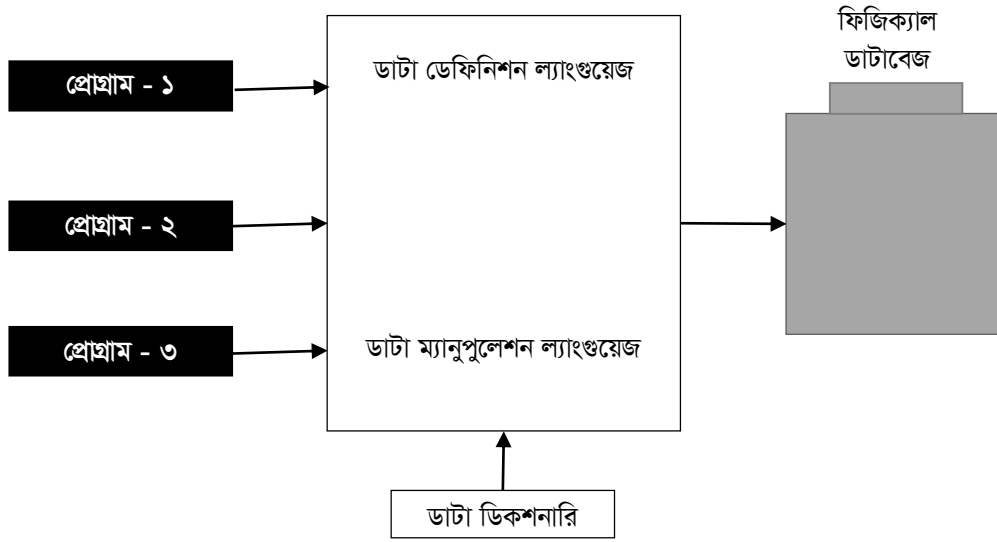 ফিজিক্যাল
ডাটাবেজ
ডাটা ডেফিনিশন ল্যাংগুয়েজ
প্রোগ্রাম - ১
প্রোগ্রাম - ২
প্রোগ্রাম - ৩
ডাটা ম্যানুপুলেশন ল্যাংগুয়েজ
ডাটা ডিকশনারি